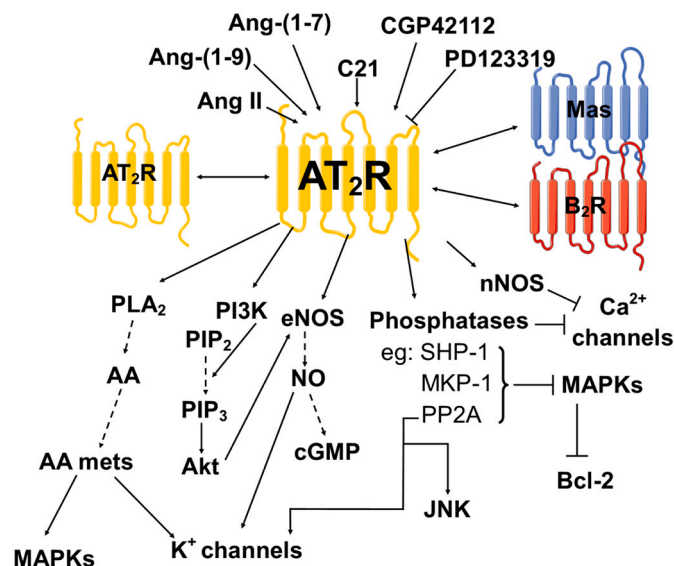 Ang-(1-7)
CGP42112
Ang-(1-9)
PD123319
C21
Ang II
Mas
AT₂R
AT₂R
B₂R
nNOS
Ca²⁺
channels
PLA₂
PI3K
eNOS
Phosphatases
PIP₂
eg: SHP-1
AA
NO
MKP-1
MAPKs
PIP₃
PP2A
cGMP
AA mets
Akt
Bcl-2
JNK
K⁺ channels
MAPKs